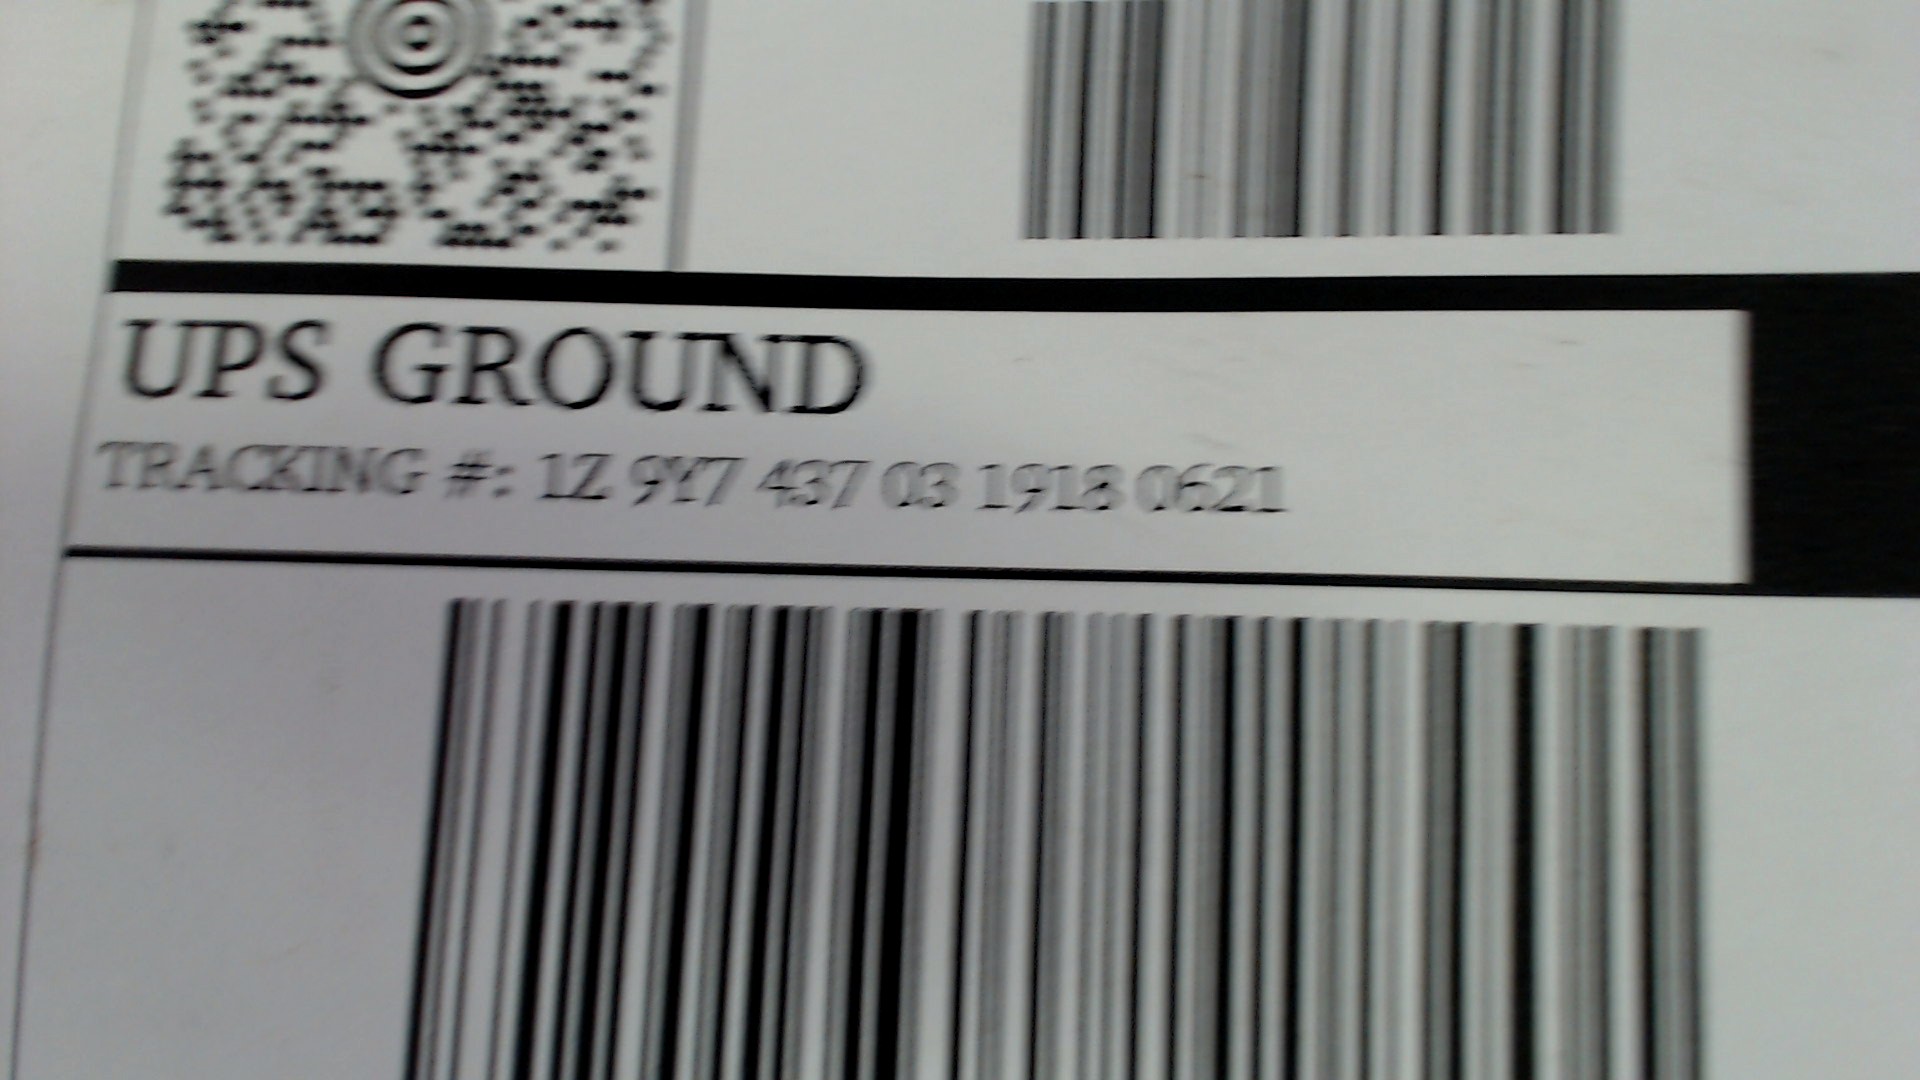 UPS GROUND
TRACKING #: 1Z 9Y7 437 03 1918 0621